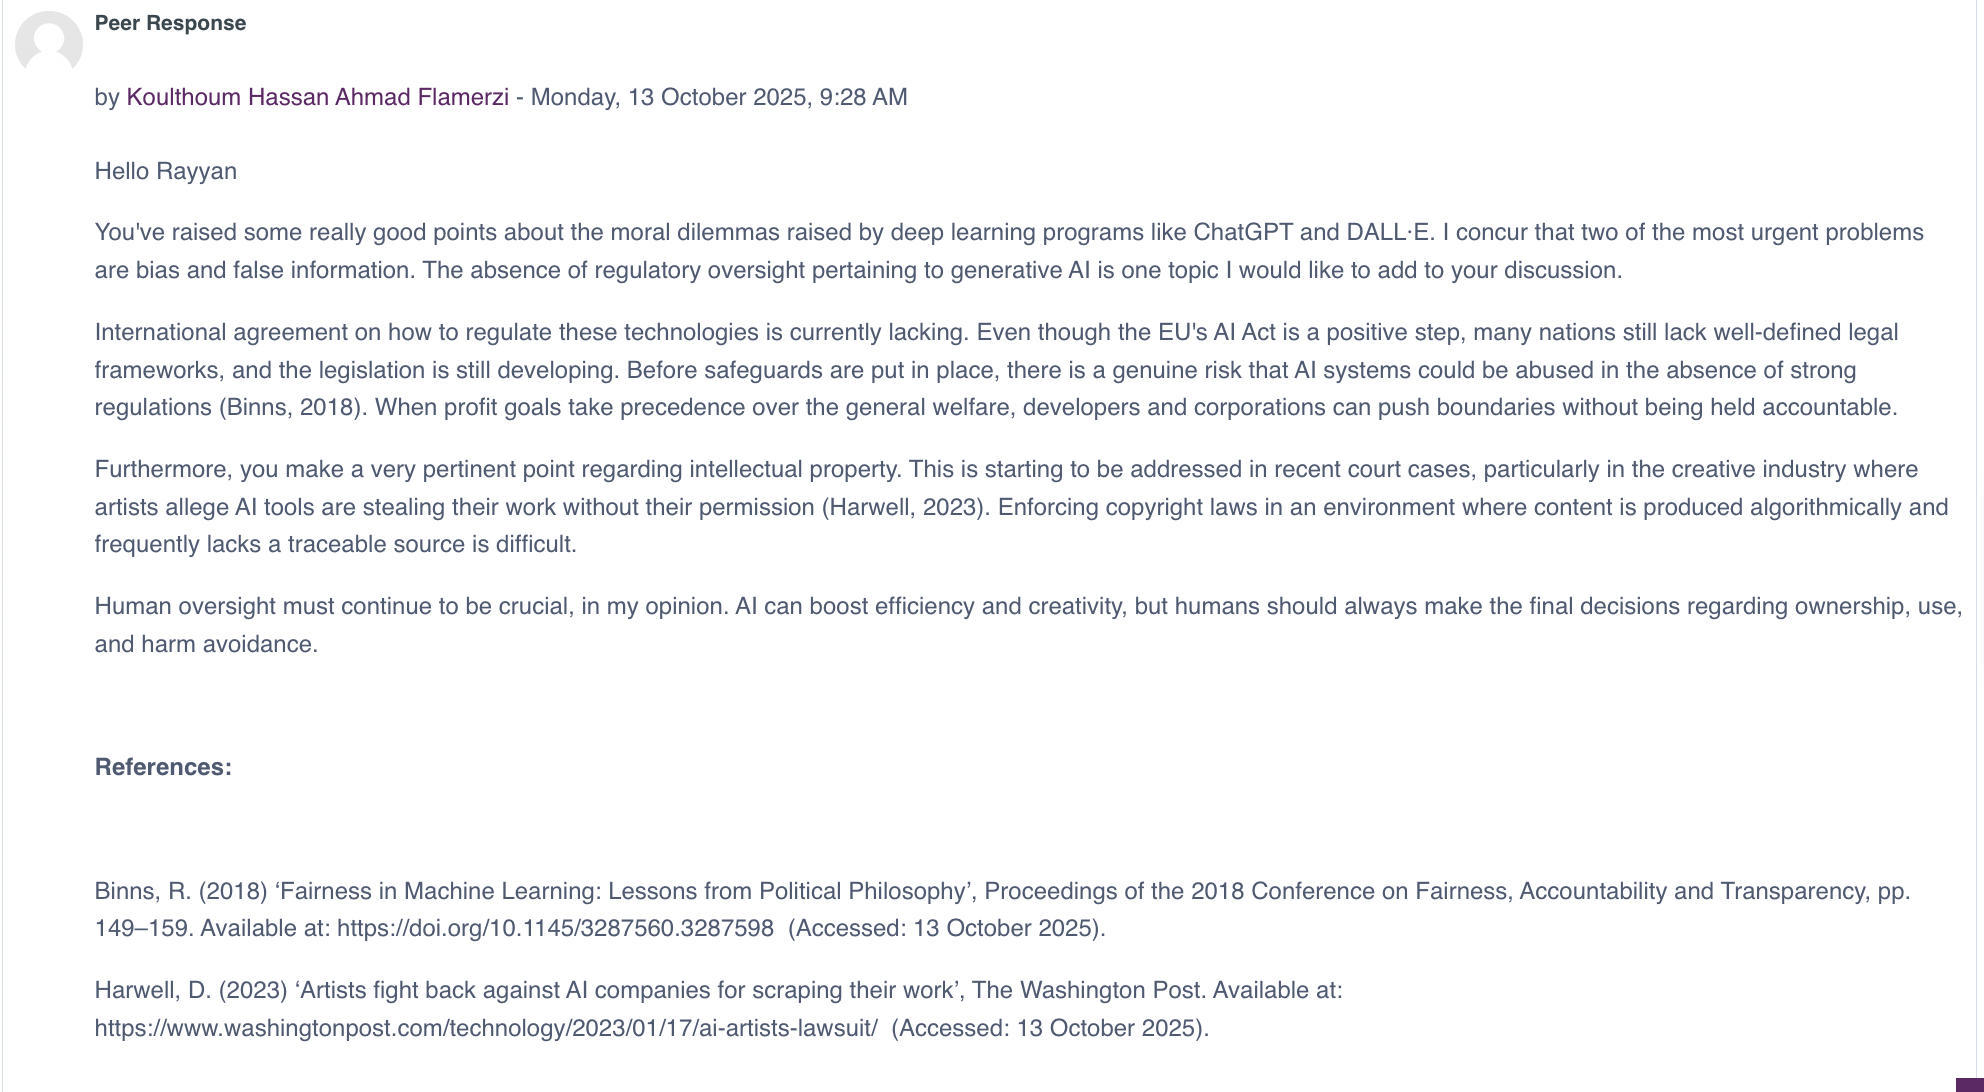 Peer Response
by Koulthoum Hassan Ahmad Flamerzi - Monday, 13 October 2025, 9:28 AM
Hello Rayyan
You've raised some really good points about the moral dilemmas raised by deep learning programs like ChatGPT and DALL·E. I concur that two of the most urgent problems
are bias and false information. The absence of regulatory oversight pertaining to generative AI is one topic I would like to add to your discussion.
International agreement on how to regulate these technologies is currently lacking. Even though the EU's AI Act is a positive step, many nations still lack well-defined legal
frameworks, and the legislation is still developing. Before safeguards are put in place, there is a genuine risk that AI systems could be abused in the absence of strong
regulations (Binns, 2018). When profit goals take precedence over the general welfare, developers and corporations can push boundaries without being held accountable.
Furthermore, you make a very pertinent point regarding intellectual property. This is starting to be addressed in recent court cases, particularly in the creative industry where
artists allege AI tools are stealing their work without their permission (Harwell, 2023). Enforcing copyright laws in an environment where content is produced algorithmically and
frequently lacks a traceable source is difficult.
Human oversight must continue to be crucial, in my opinion. AI can boost efficiency and creativity, but humans should always make the final decisions regarding ownership, use,
and harm avoidance.
References:
Binns, R. (2018) ‘Fairness in Machine Learning: Lessons from Political Philosophy’, Proceedings of the 2018 Conference on Fairness, Accountability and Transparency, pp.
149–159. Available at: https://doi.org/10.1145/3287560.3287598  (Accessed: 13 October 2025).
Harwell, D. (2023) ‘Artists fight back against AI companies for scraping their work’, The Washington Post. Available at:
https://www.washingtonpost.com/technology/2023/01/17/ai-artists-lawsuit/  (Accessed: 13 October 2025).